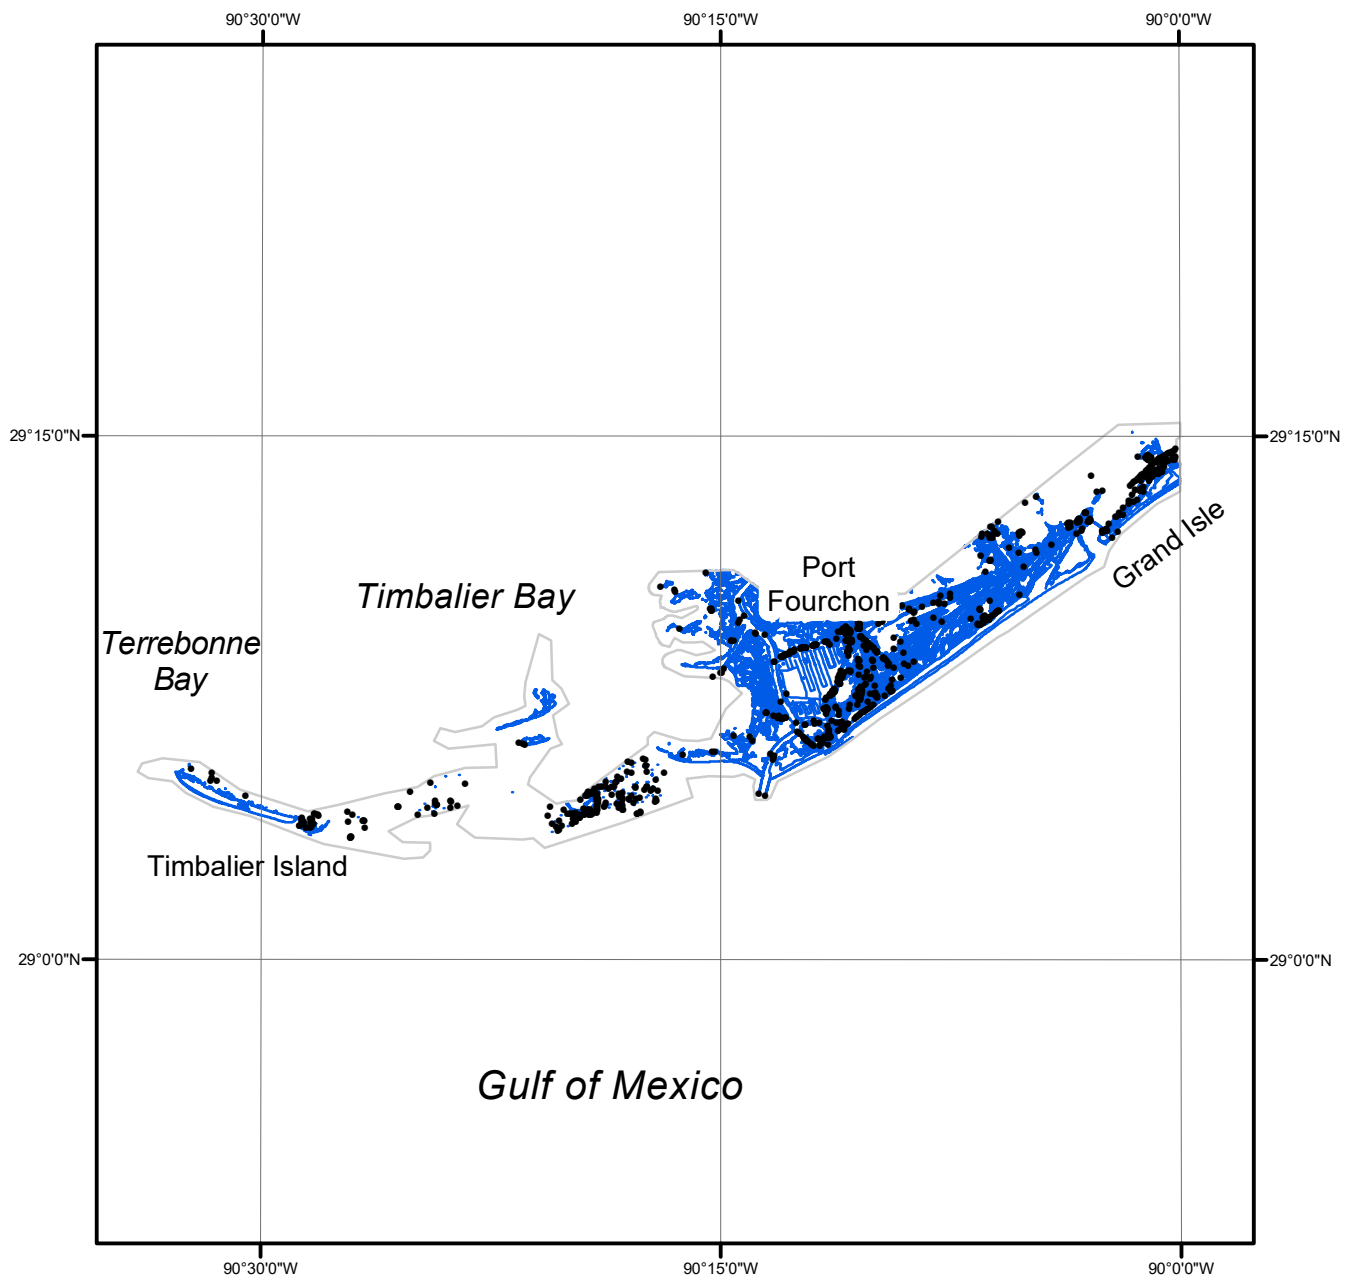 90°30'0"W
90°15'0"W
90°0'0"W
29°15'0"N
29°15'0"N
Grand Isle
Port
Fourchon
Timbalier Bay
Terrebonne
Bay
Timbalier Island
29°0'0"N
29°0'0"N
Gulf of Mexico
90°30'0"W
90°15'0"W
90°0'0"W